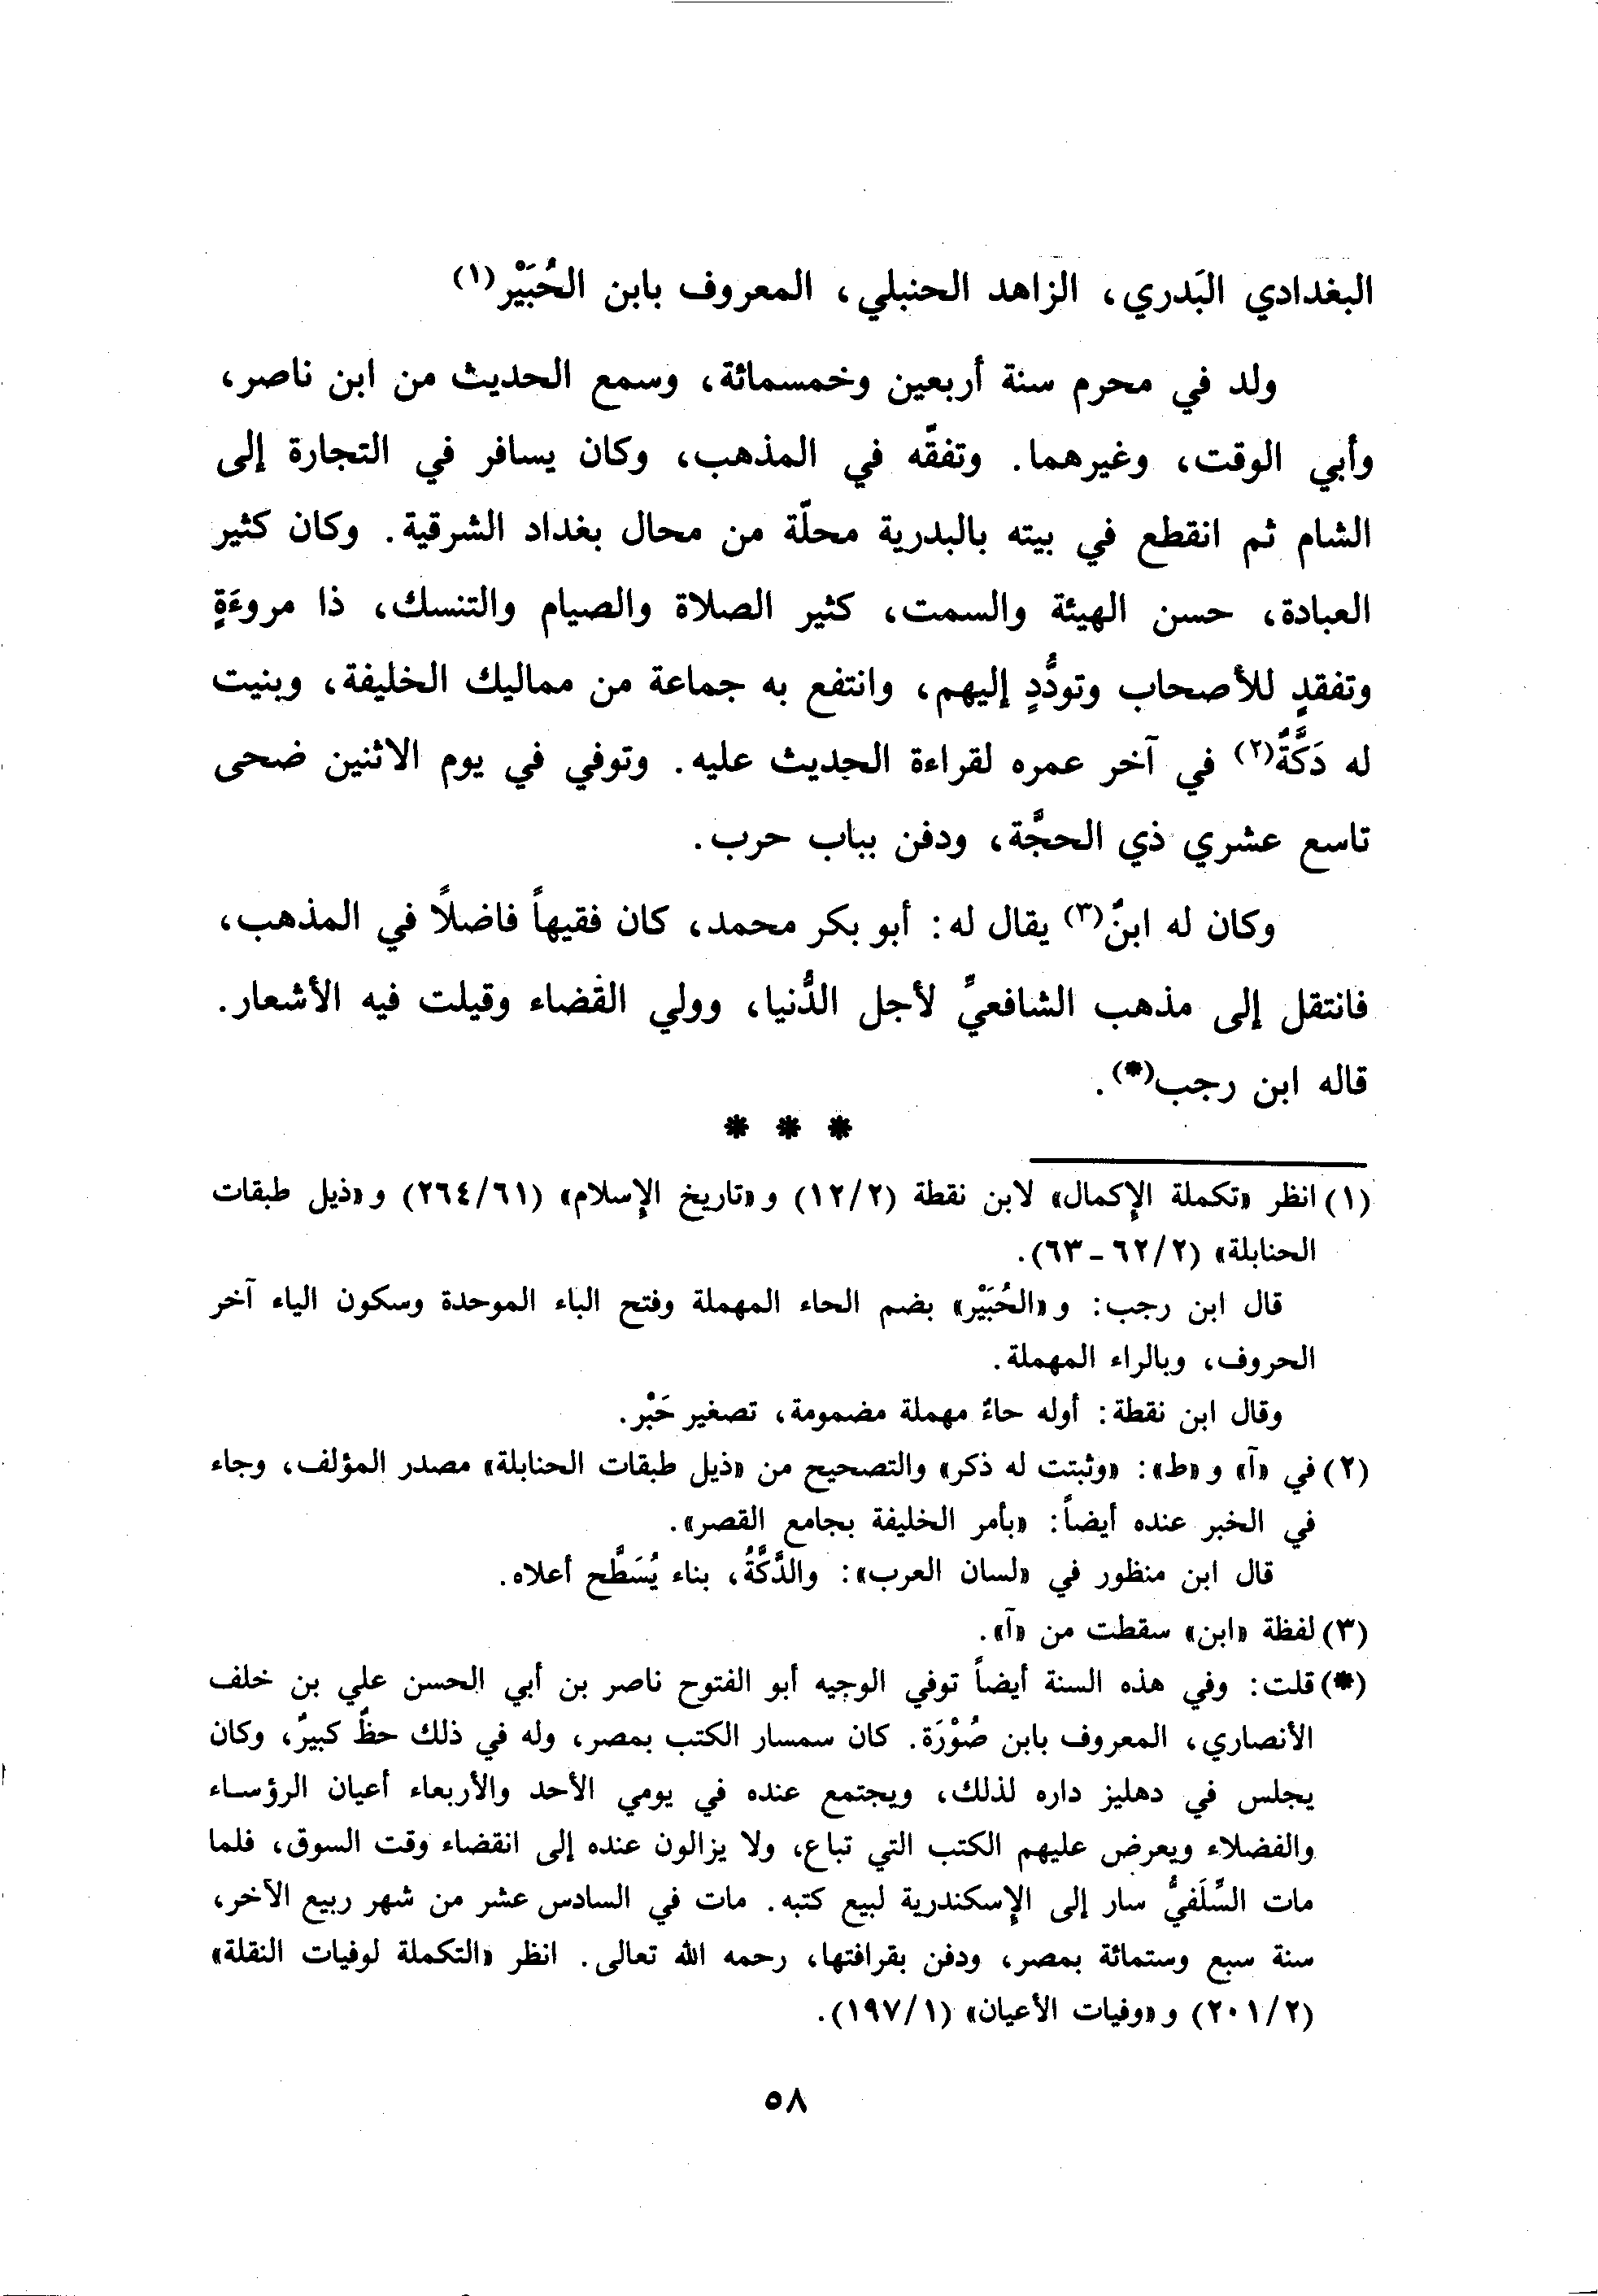 البغدادي البَدري، الزاهد الحنبلي، المعروف بابن الحُبَيْر(١)
ولد في محرم سنة أربعين وخمسمائة، وسمع الحديث من ابن ناصر،
وأبي الوقت، وغيرهما. وتفقّه في المذهب، وكان يسافر في التجارة إلى
الشام ثم انقطع في بيته بالبدرية محلّة من محال بغداد الشرقية. وكان كثير
العبادة، حسن الهيئة والسمت، كثير الصلاة والصيام والتنسك، ذا مروءَةٍ
وتفقدٍ للأصحاب وتودُّدٍ إليهم، وانتفع به جماعة من مماليك الخليفة، وبنيت
له دَكَّةٌ(٢) في آخر عمره لقراءة الحديث عليه. وتوفي في يوم الاثنين ضحى
تاسع عشري ذي الحجَّة، ودفن بباب حرب.
وكان له ابنٌ(٣) يقال له: أبو بكر محمد، كان فقيهاً فاضلاً في المذهب،
فانتقل إلى مذهب الشافعيِّ لأجل الدُّنيا، وولي القضاء وقيلت فيه الأشعار.
قاله ابن رجب(*).
* * *
(١) انظر «تكملة الإكمال» لابن نقطة (١٢/٢) و«تاريخ الإسلام» (٢٦٤/٦١) و«ذيل طبقات
الحنابلة» (٦٢/٢ - ٦٣).
قال ابن رجب: و«الحُبَيْر» بضم الحاء المهملة وفتح الباء الموحدة وسكون الياء آخر
الحروف، وبالراء المهملة.
وقال ابن نقطة: أوله حاءٌ مهملة مضمومة، تصغير حَبْر.
(٢) في «آ» و«ط»: «وثبتت له ذكر» والتصحيح من «ذيل طبقات الحنابلة» مصدر المؤلف، وجاء
في الخبر عنده أيضاً: «بأمر الخليفة بجامع القصر».
قال ابن منظور في «لسان العرب»: والدَّكَّةُ، بناء يُسَطَّح أعلاه.
(٣) لفظة «ابن» سقطت من «آ».
(*) قلت: وفي هذه السنة أيضاً توفي الوجيه أبو الفتوح ناصر بن أبي الحسن علي بن خلف
الأنصاري، المعروف بابن صُوْرَة. كان سمسار الكتب بمصر، وله في ذلك حظٌ كبيرٌ، وكان
يجلس في دهليز داره لذلك، ويجتمع عنده في يومي الأحد والأربعاء أعيان الرؤساء
والفضلاء ويعرض عليهم الكتب التي تباع، ولا يزالون عنده إلى انقضاء وقت السوق، فلما
مات السِّلَفيُّ سار إلى الإسكندرية لبيع كتبه. مات في السادس عشر من شهر ربيع الآخر،
سنة سبع وستمائة بمصر، ودفن بقرافتها، رحمه الله تعالى. انظر «التكملة لوفيات النقلة»
(٢٠١/٢) و«وفيات الأعيان» (١٩٧/١).
٥٨